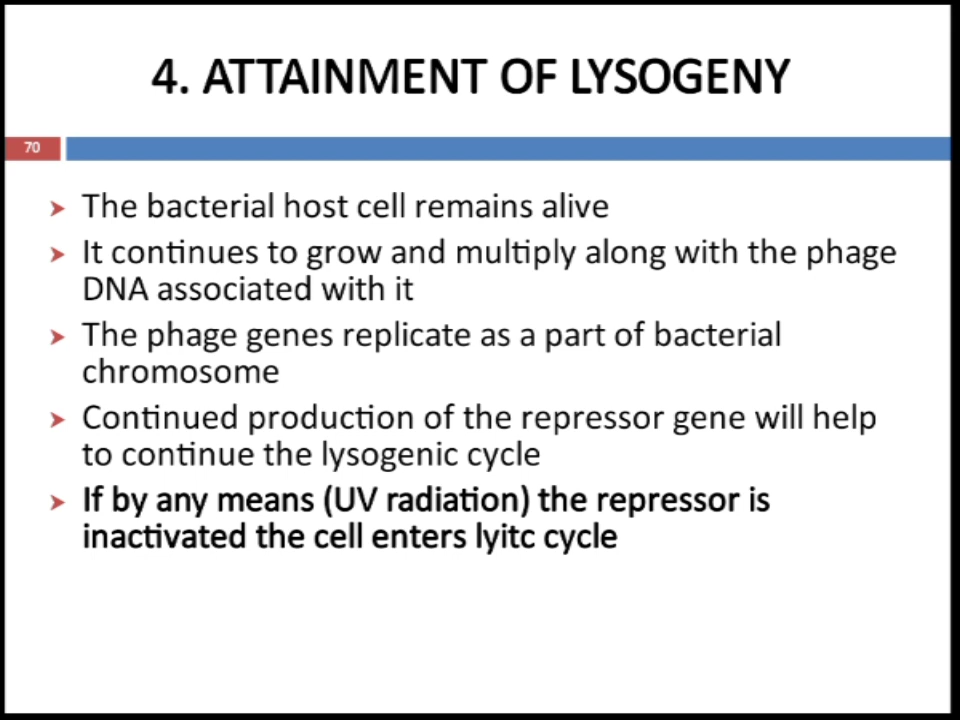 4. ATTAINMENT OF LYSOGENY
70
➤ The bacterial host cell remains alive
➤ It continues to grow and multiply along with the phage
DNA associated with it
➤ The phage genes replicate as a part of bacterial
chromosome
➤ Continued production of the repressor gene will help
to continue the lysogenic cycle
➤ If by any means (UV radiation) the repressor is
inactivated the cell enters lyitc cycle